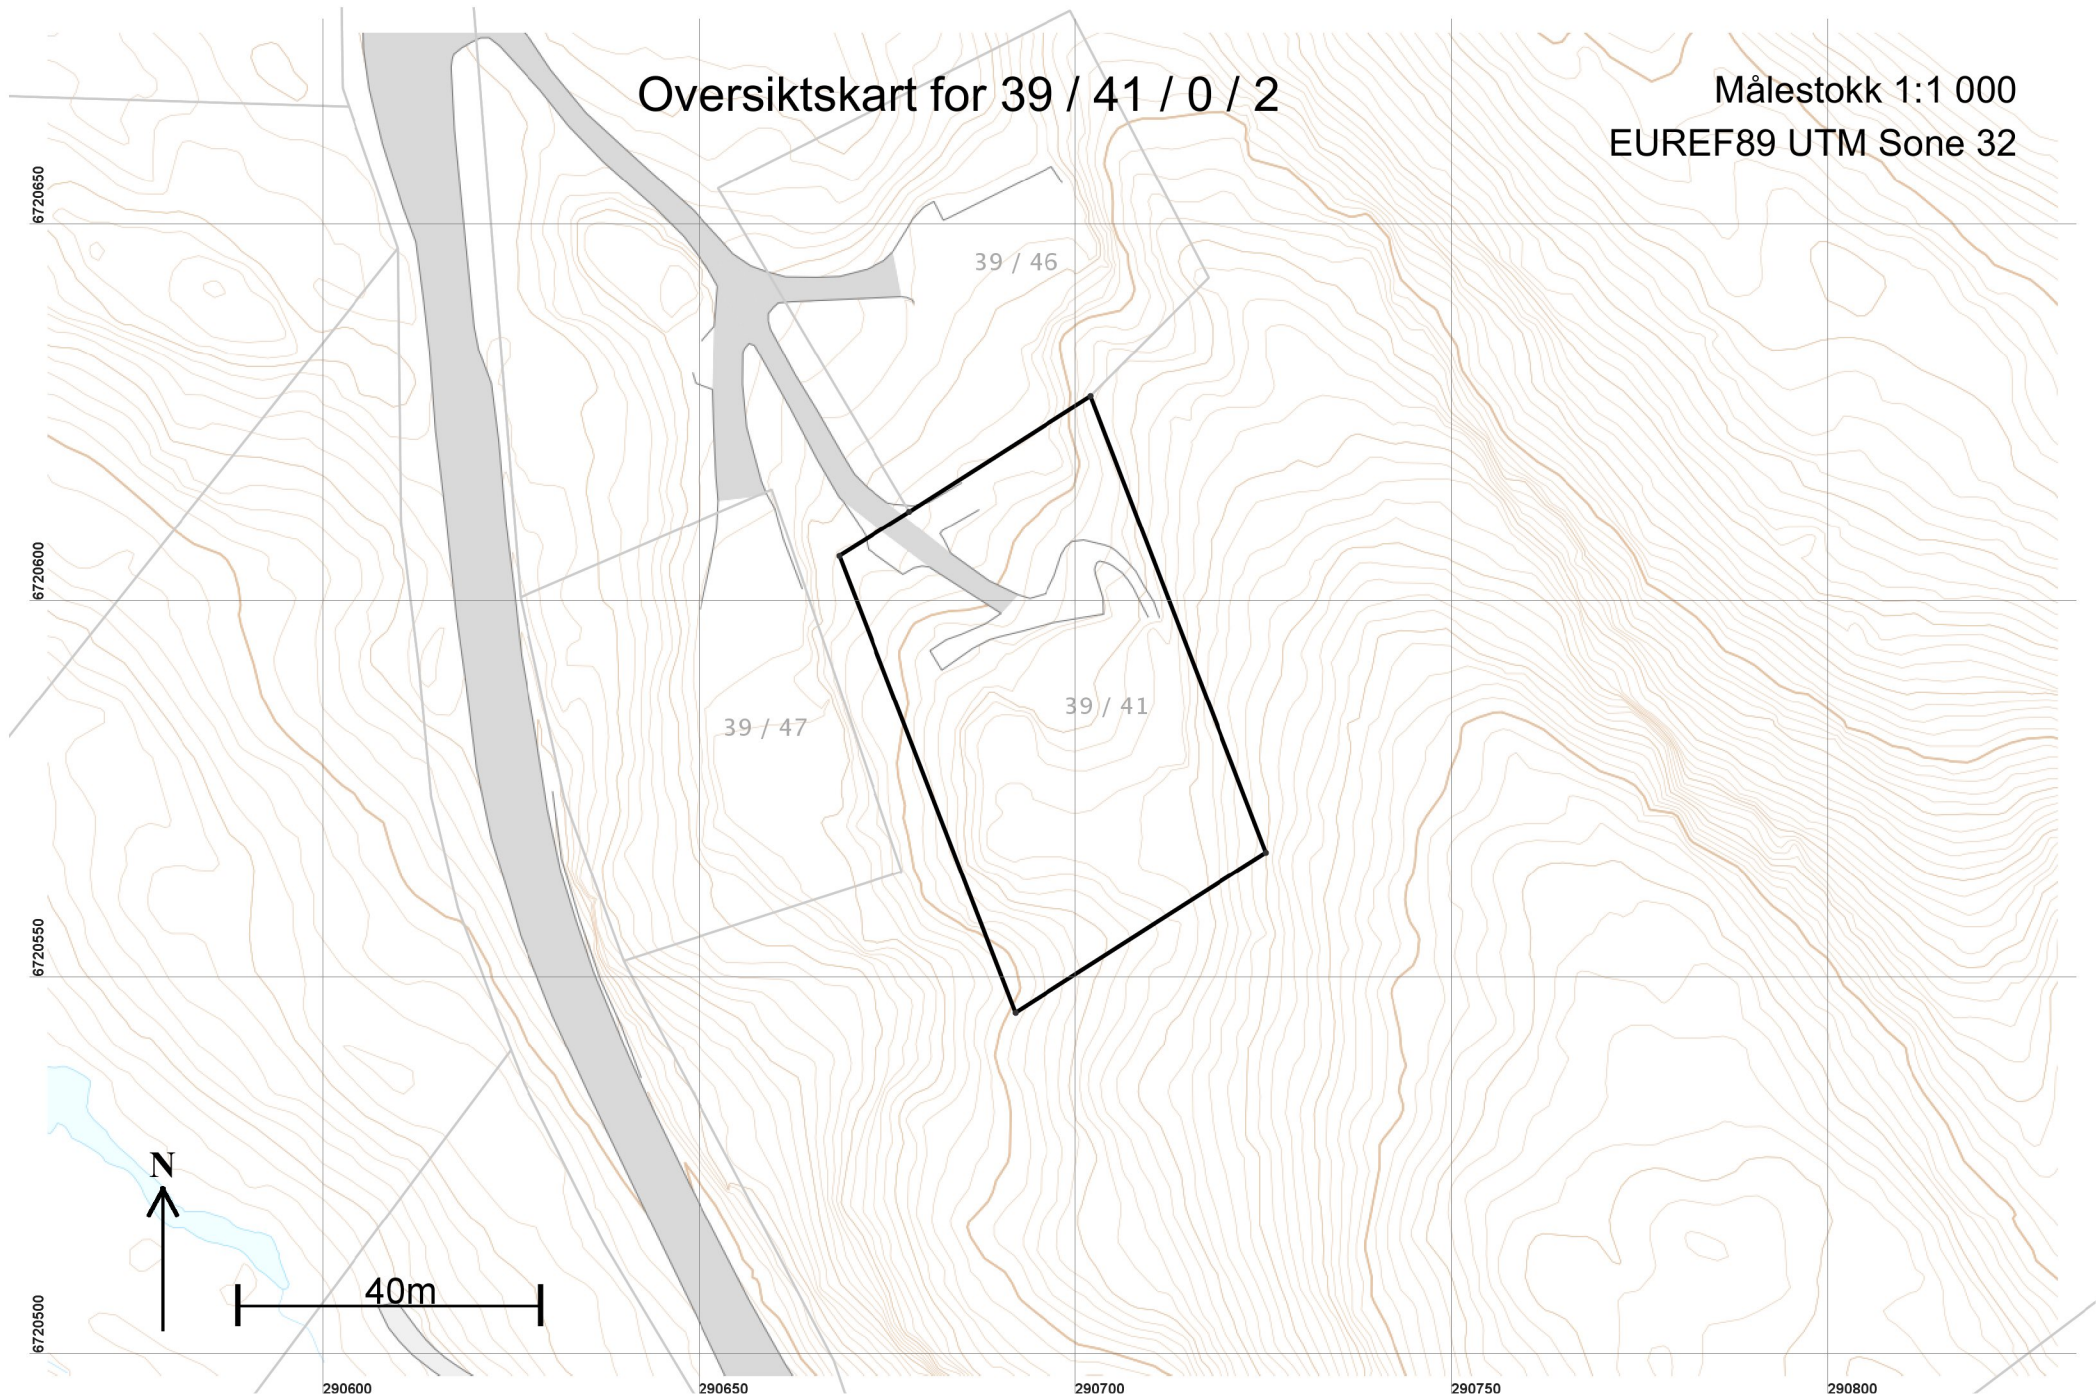 Oversiktskart for 39 / 41 / 0 / 2
Målestokk 1:1 000
EUREF89 UTM Sone 32
6720650
39 / 46
6720600
39 / 41
39 / 47
6720550
N
40m
6720500
290600
290650
290700
290750
290800